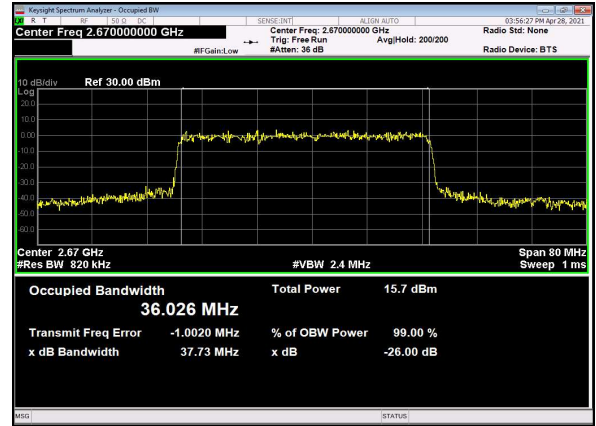 Keysight Spectrum Analyzer - Occupied BW
R T RF 50 Ω DC SENSE:INT ALIGN AUTO 03:56:27 PM Apr 28, 2021
Center Freq 2.670000000 GHz
Center Freq: 2.670000000 GHz
Radio Std: None
Trig: Free Run Avg|Hold: 200/200
#IFGain:Low #Atten: 36 dB Radio Device: BTS
10 dB/div Ref 30.00 dBm
Log
20.0
10.0
0.00
-10.0
-20.0
-30.0
-40.0
-50.0
-60.0
Center 2.67 GHz Span 80 MHz
#Res BW 820 kHz #VBW 2.4 MHz Sweep 1 ms
Occupied Bandwidth Total Power 15.7 dBm
36.026 MHz
Transmit Freq Error -1.0020 MHz % of OBW Power 99.00 %
x dB Bandwidth 37.73 MHz x dB -26.00 dB
MSG STATUS